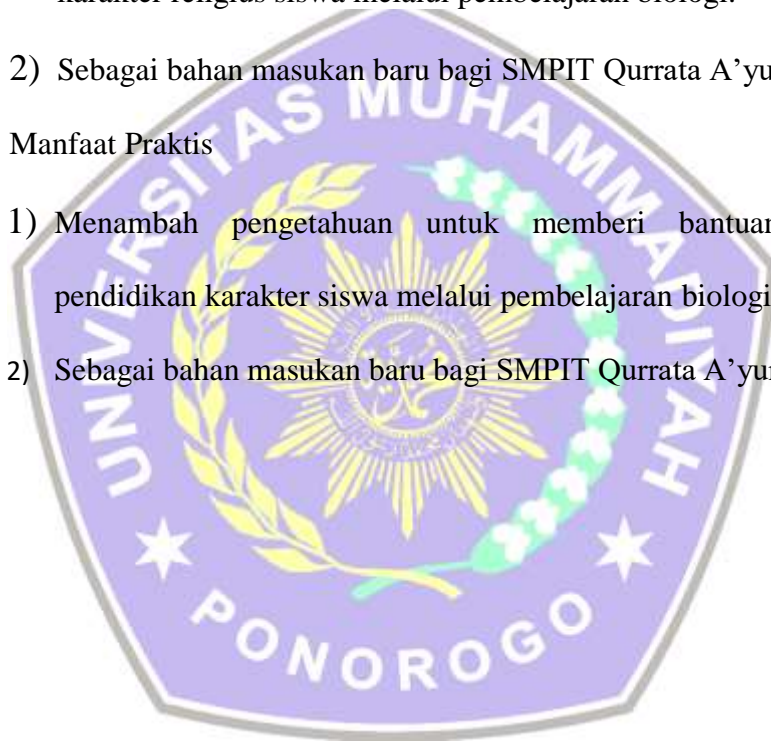 karakter religius siswa melalui pembelajaran biologi.
2) Sebagai bahan masukan baru bagi SMPIT Qurrata A’yu
Manfaat Praktis
1) Menambah pengetahuan untuk memberi bantuan
pendidikan karakter siswa melalui pembelajaran biologi
2) Sebagai bahan masukan baru bagi SMPIT Qurrata A’yu
UNIVERSITAS MUHAMMADIYAH
PONOROGO